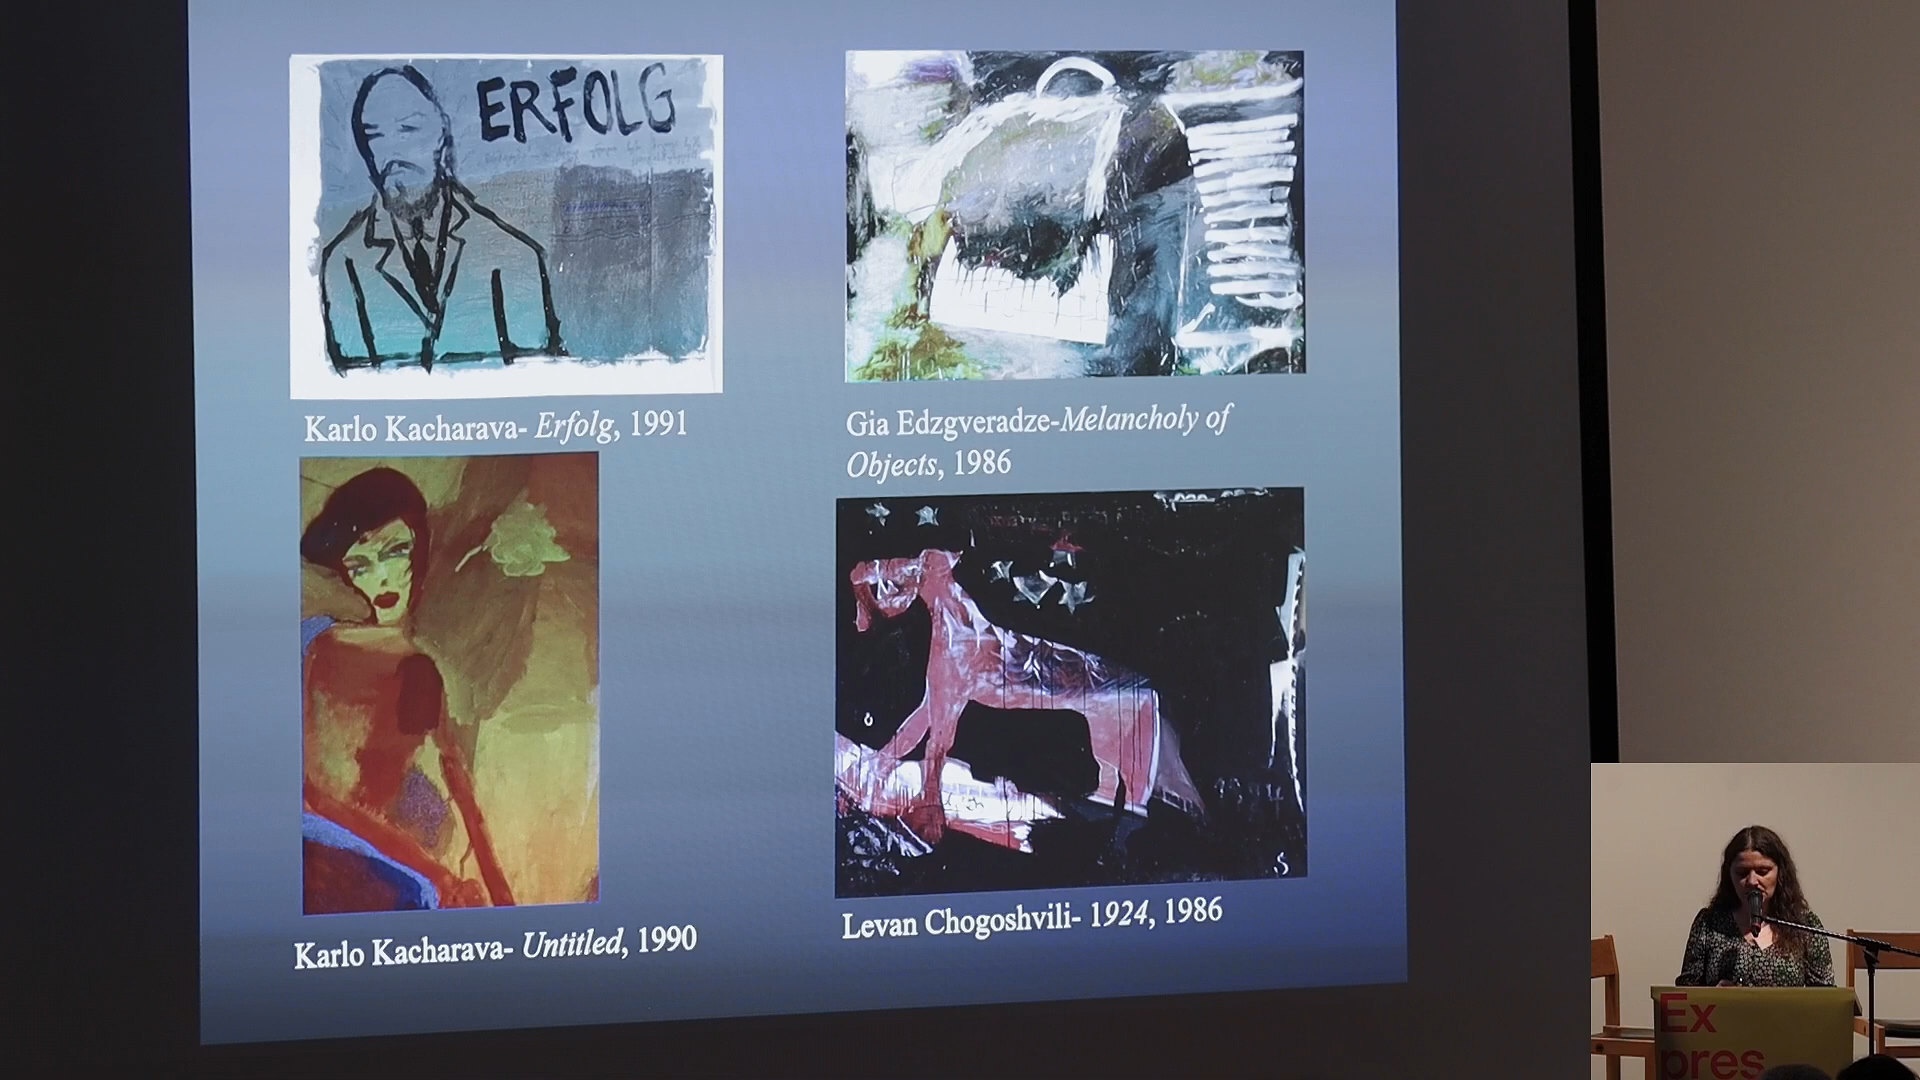 ERFOLG
Karlo Kacharava- Erfolg, 1991
Gia Edzgveradze-Melancholy of
Objects, 1986
Karlo Kacharava- Untitled, 1990
Levan Chogoshvili- 1924, 1986
Ex
pres